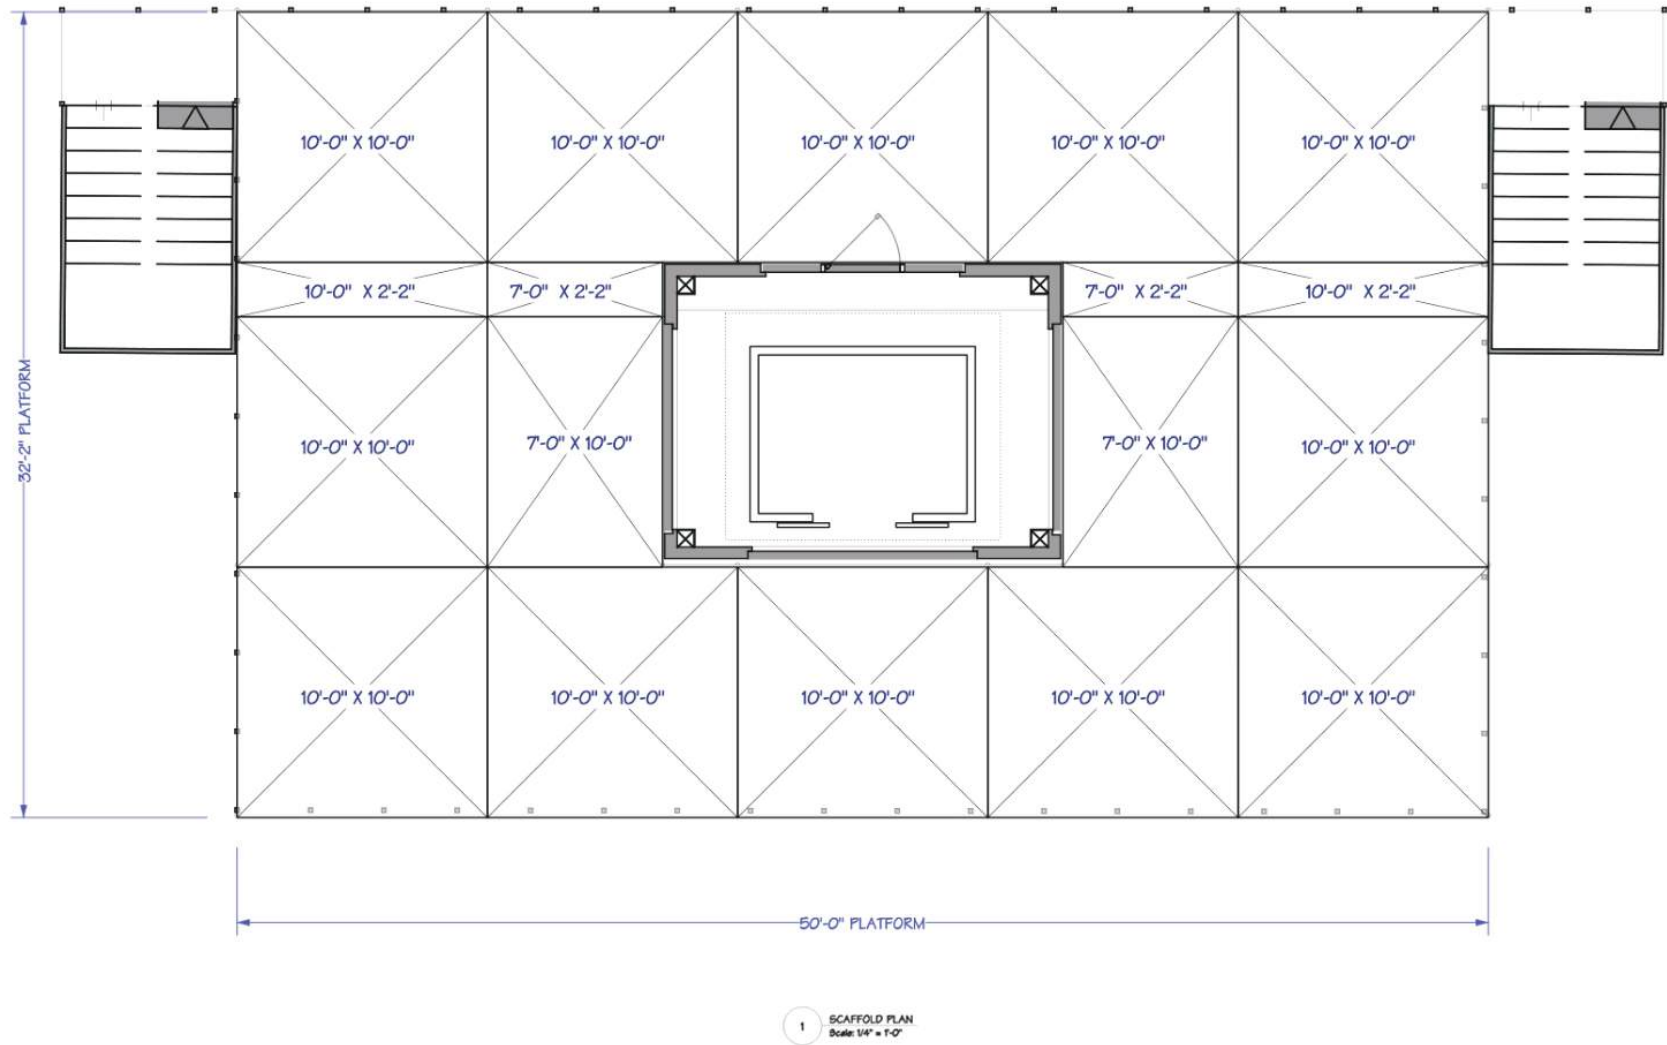 10'-0" X 10'-0"
10'-0" X 10'-0"
10'-0" X 10'-0"
10'-0" X 10'-0"
10'-0" X 10'-0"
10'-0" X 2'-2"
7'-0" X 2'-2"
7'-0" X 2'-2"
10'-0" X 2'-2"
32'-2" PLATFORM
10'-0" X 10'-0"
7'-0" X 10'-0"
7'-0" X 10'-0"
10'-0" X 10'-0"
10'-0" X 10'-0"
10'-0" X 10'-0"
10'-0" X 10'-0"
10'-0" X 10'-0"
10'-0" X 10'-0"
50'-0" PLATFORM
1
SCAFFOLD PLAN
Scale: 1/4" = 1'-0"